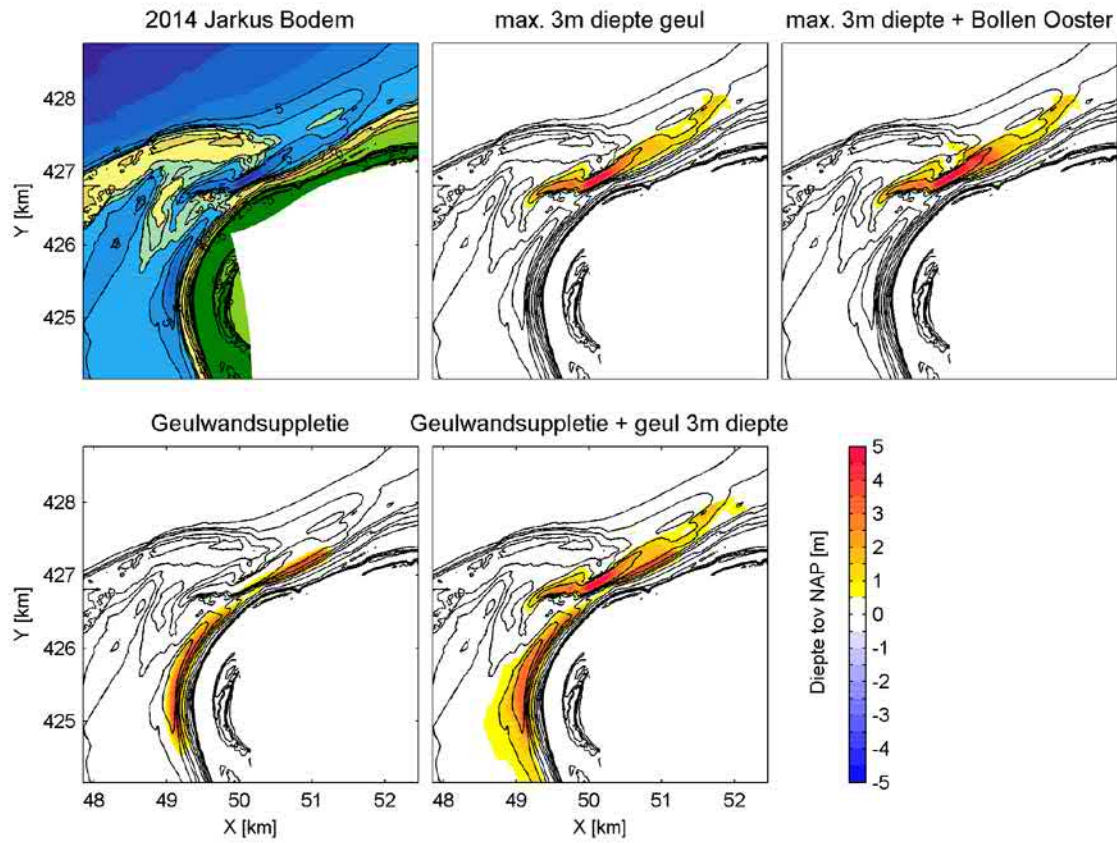 2014 Jarkus Bodem
max. 3m diepte geul
max. 3m diepte + Bollen Ooster
Y [km]
428
427
426
425
Geulwandsuppletie
Geulwandsuppletie + geul 3m diepte
Y [km]
428
427
426
425
48 49 50 51 52
X [km]
48 49 50 51 52
X [km]
Diepte tov NAP [m]
5
4
3
2
1
0
-1
-2
-3
-4
-5